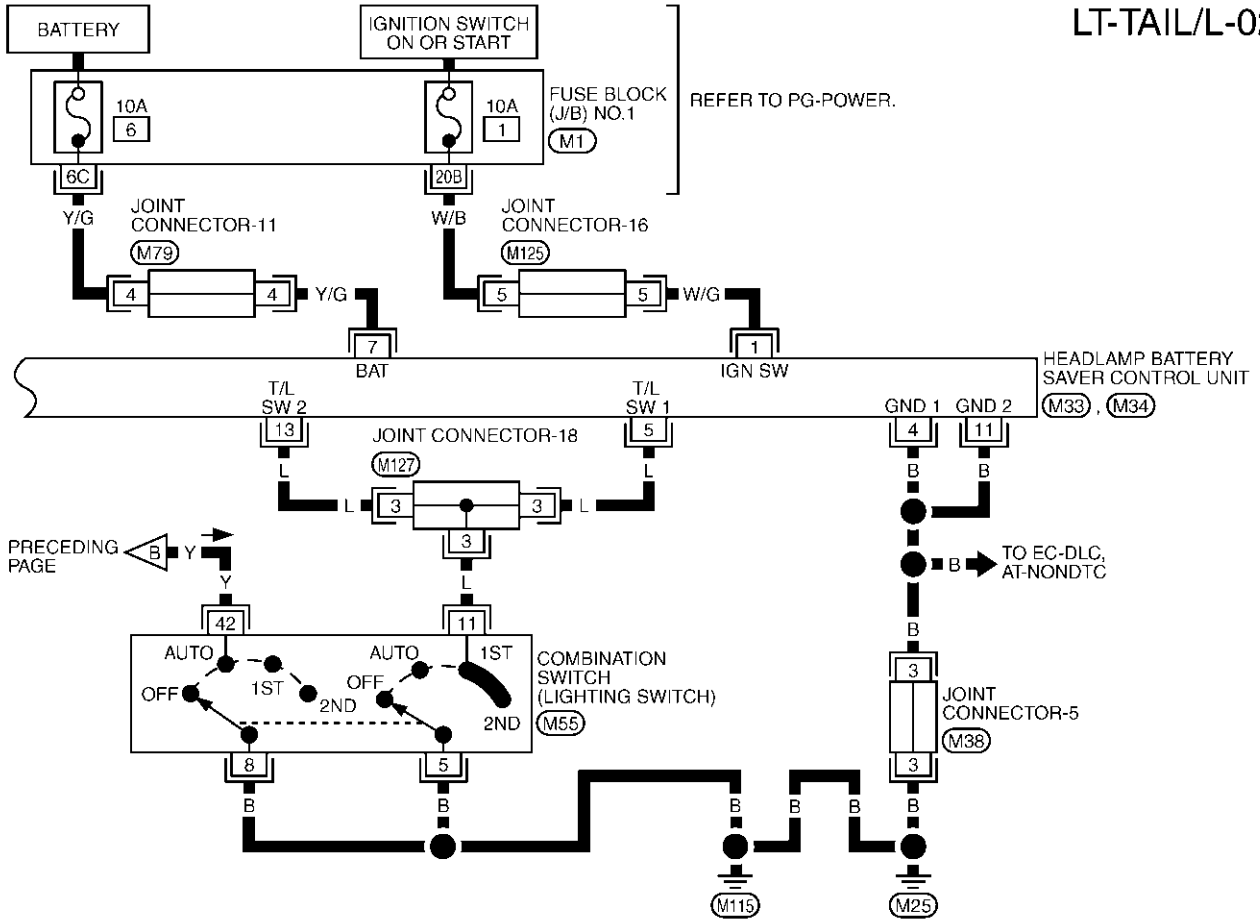 LT-TAIL/L-02
BATTERY
IGNITION SWITCH
ON OR START
10A
6
10A
1
FUSE BLOCK
(J/B) NO.1
M1
REFER TO PG-POWER.
6C
20B
Y/G
JOINT
CONNECTOR-11
M79
W/B
JOINT
CONNECTOR-16
M125
4
4
Y/G
5
5
W/G
7
BAT
1
IGN SW
HEADLAMP BATTERY
SAVER CONTROL UNIT
M33 , M34
T/L
SW 2
T/L
SW 1
GND 1
GND 2
13
5
4
11
JOINT CONNECTOR-18
M127
L
L
B
B
L
3
3
L
3
PRECEDING
PAGE
B
Y
Y
L
B
TO EC-DLC,
AT-NONDTC
B
42
11
AUTO
1ST
2ND
OFF
AUTO
1ST
2ND
OFF
COMBINATION
SWITCH
(LIGHTING SWITCH)
M55
3
JOINT
CONNECTOR-5
M38
3
8
5
B
B
B
B
B
B
M115
M25